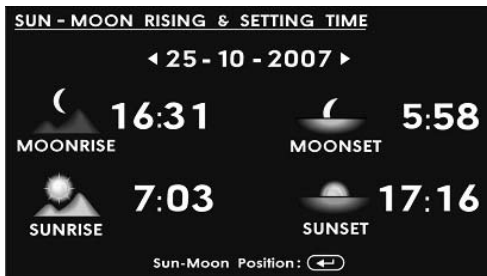 SUN - MOON RISING & SETTING TIME
25 - 10 - 2007
16:31
5:58
MOONRISE
MOONSET
7:03
17:16
SUNRISE
SUNSET
Sun-Moon Position: